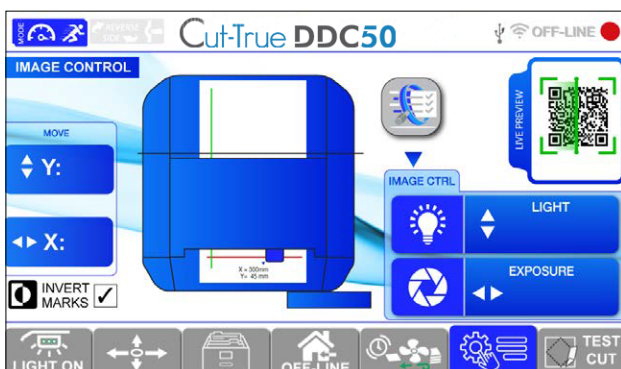 MODE
REVERSE
SIDE
Cut-True DDC50
OFF-LINE
IMAGE CONTROL
MOVE
Y:
X:
INVERT
MARKS
X = 300mm
Y= 45 mm
LIVE PREVIEW
IMAGE CTRL
LIGHT
EXPOSURE
LIGHT ON
OFF-LINE
TEST
CUT